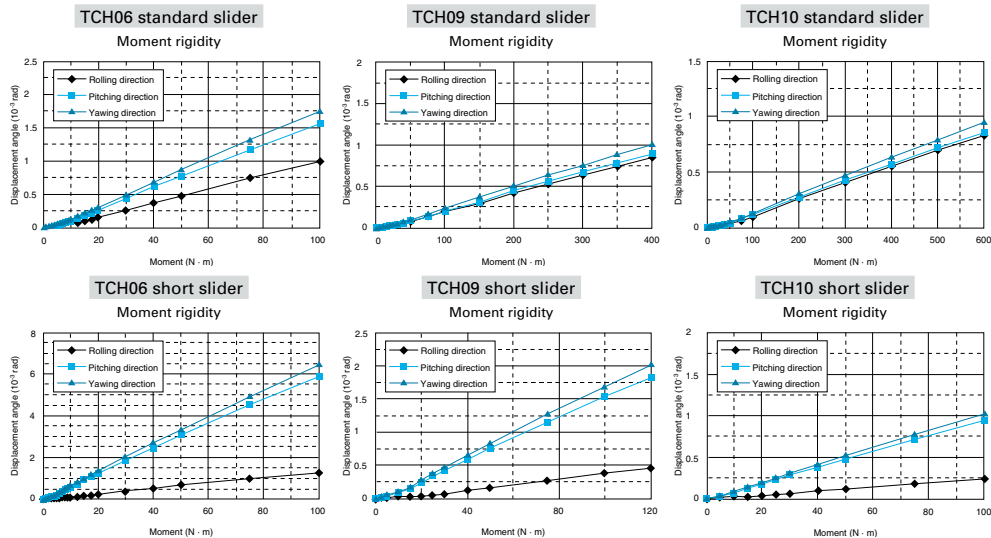 TCH06 standard slider
Moment rigidity
2.5
2
1.5
1
0.5
0
Displacement angle (10⁻³ rad)
Rolling direction
Pitching direction
Yawing direction
0 20 40 60 80 100
Moment (N · m)
TCH09 standard slider
Moment rigidity
2
1.5
1
0.5
0
Displacement angle (10⁻³ rad)
Rolling direction
Pitching direction
Yawing direction
0 100 200 300 400
Moment (N · m)
TCH10 standard slider
Moment rigidity
1.5
1
0.5
0
Displacement angle (10⁻³ rad)
Rolling direction
Pitching direction
Yawing direction
0 100 200 300 400 500 600
Moment (N · m)
TCH06 short slider
Moment rigidity
8
6
4
2
0
Displacement angle (10⁻³ rad)
Rolling direction
Pitching direction
Yawing direction
0 20 40 60 80 100
Moment (N · m)
TCH09 short slider
Moment rigidity
2.5
2
1.5
1
0.5
0
Displacement angle (10⁻³ rad)
Rolling direction
Pitching direction
Yawing direction
0 20 40 60 80 100 120
Moment (N · m)
TCH10 short slider
Moment rigidity
2
1.5
1
0.5
0
Displacement angle (10⁻³ rad)
Rolling direction
Pitching direction
Yawing direction
0 20 40 60 80 100
Moment (N · m)